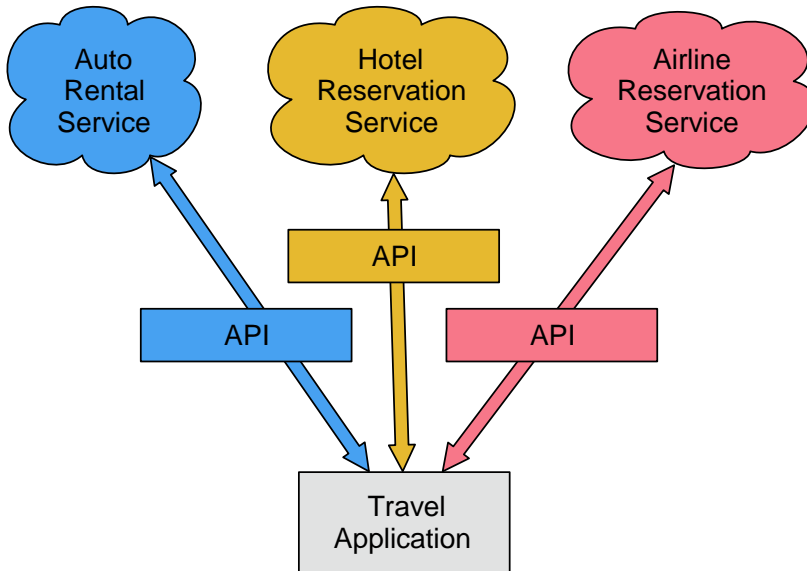 Auto
Rental
Service
Hotel
Reservation
Service
Airline
Reservation
Service
API
API
API
Travel
Application